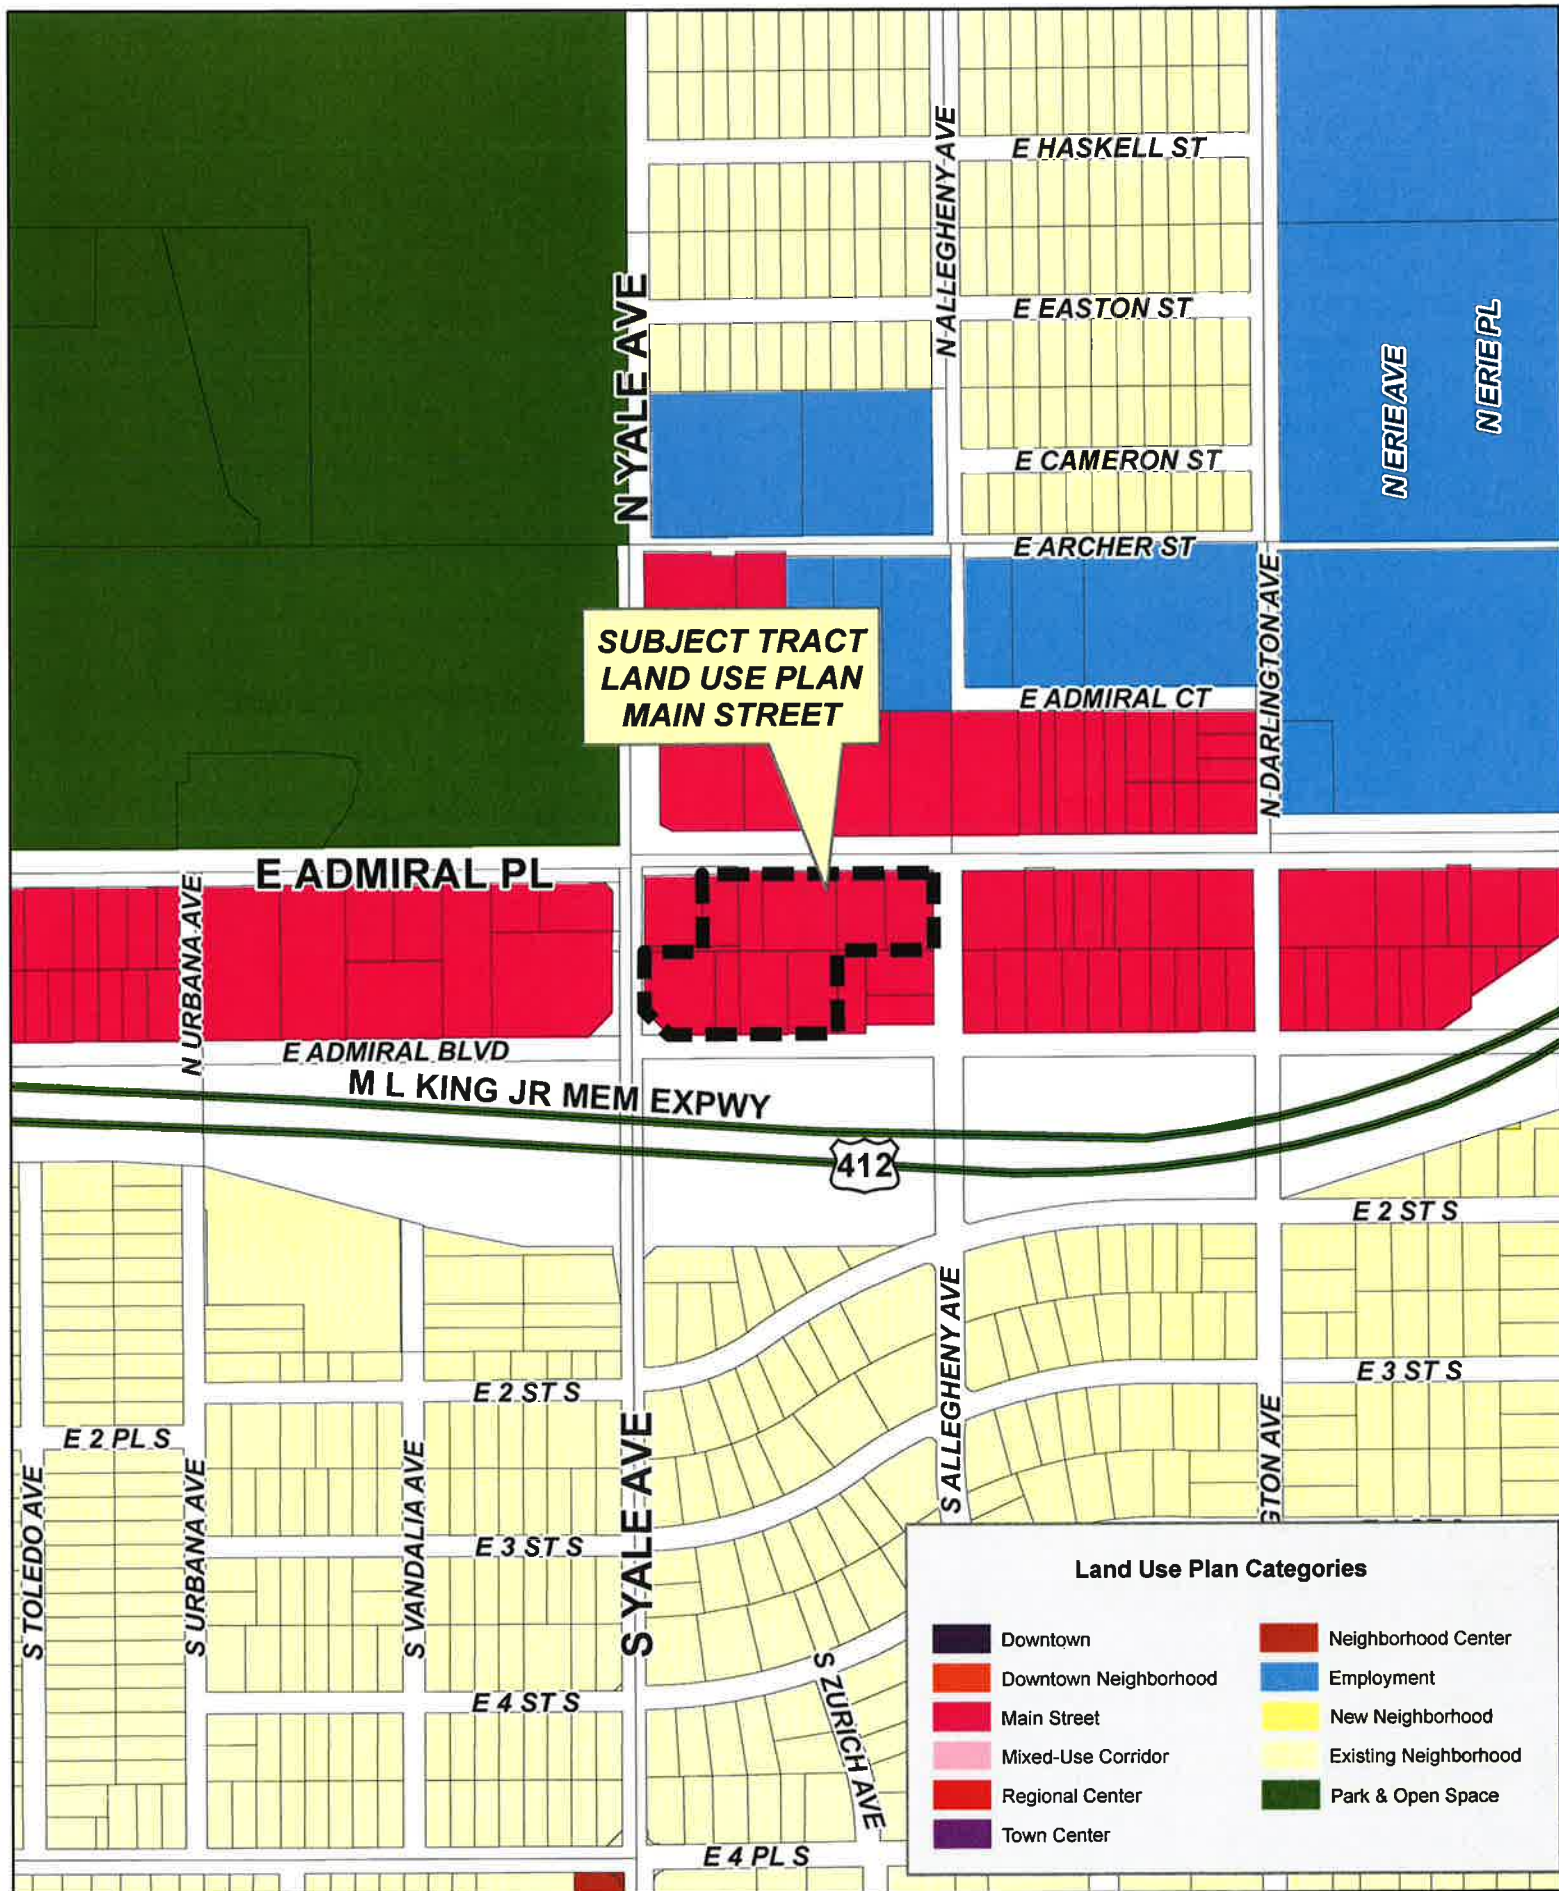 E HASKELL ST
N ALLEGHENY AVE
E EASTON ST
N YALE AVE
N ERIE AVE
N ERIE PL
E CAMERON ST
E ARCHER ST
SUBJECT TRACT
LAND USE PLAN
MAIN STREET
E ADMIRAL CT
N DARLINGTON AVE
E ADMIRAL PL
N URBANA AVE
E ADMIRAL BLVD
M L KING JR MEM EXPWY
412
E 2 ST S
E 2 ST S
S ALLEGHENY AVE
E 3 ST S
E 2 PL S
S TOLEDO AVE
S URBANA AVE
S VANDALIA AVE
S YALE AVE
GTON AVE
E 3 ST S
E 4 ST S
S ZURICH AVE
E 4 PL S
Land Use Plan Categories
Downtown
Downtown Neighborhood
Main Street
Mixed-Use Corridor
Regional Center
Town Center
Neighborhood Center
Employment
New Neighborhood
Existing Neighborhood
Park & Open Space